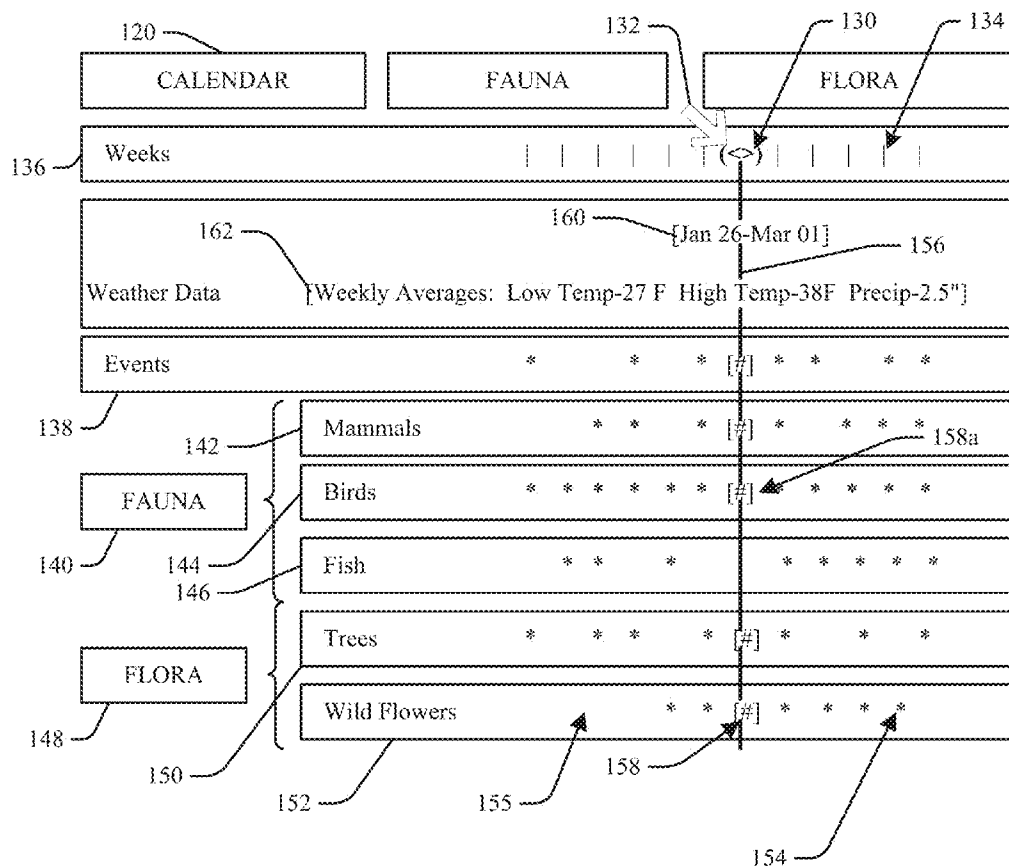 120 132 130 134
CALENDAR FAUNA FLORA
136 Weeks | | | | | | (<>) | | | | |
160 [Jan 26-Mar 01] 156
162
Weather Data [Weekly Averages: Low Temp-27 F High Temp-38F Precip-2.5"]
Events * * * [#] * * * *
138
142 Mammals * * * [#] * * * *
158a
FAUNA Birds * * * * * * [#] * * * * *
140 144
Fish * * * * * * * *
146
Trees * * * * [#] * * *
FLORA
Wild Flowers * * [#] * * * *
148 150 152 155 158 154